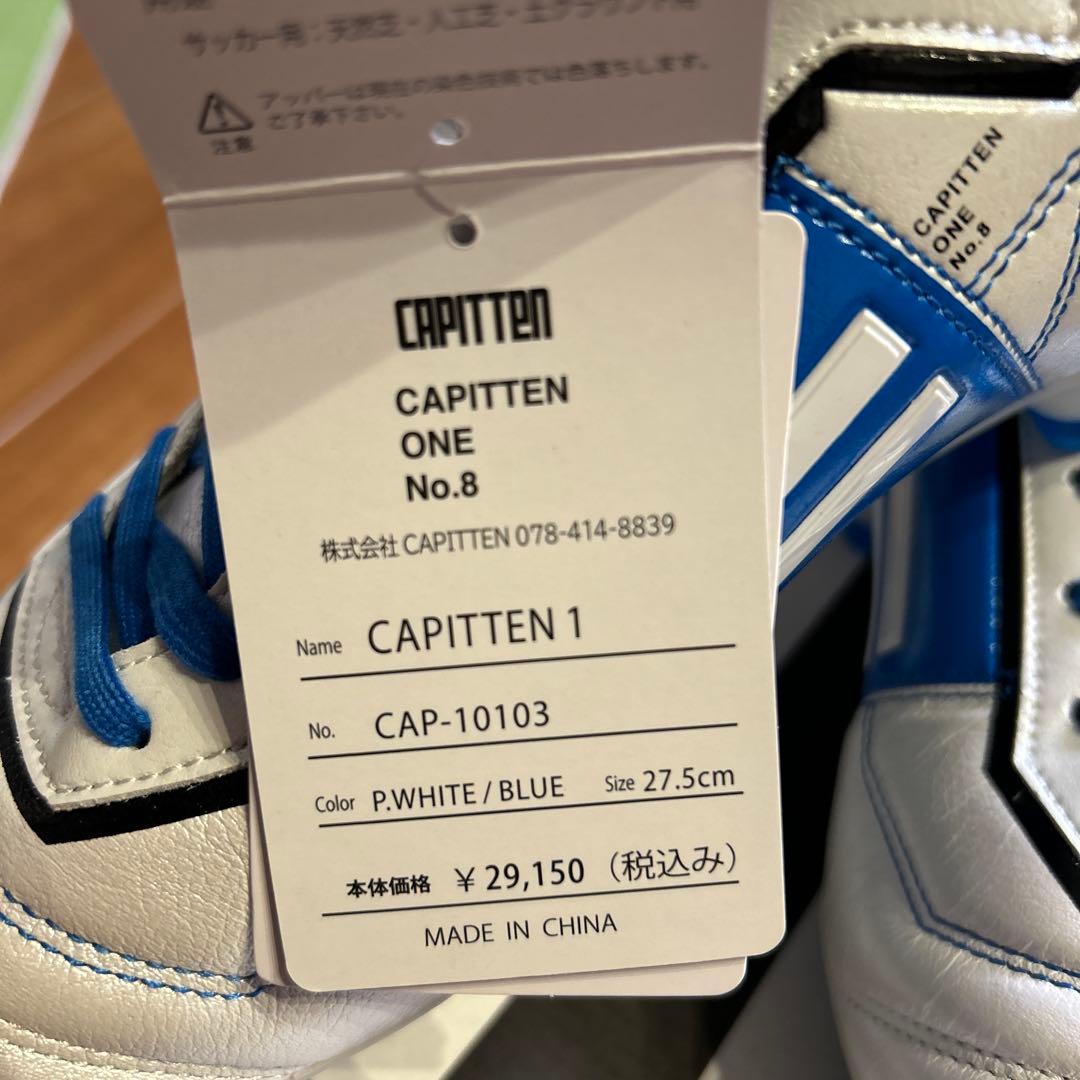 サッカー用：天然芝・人工芝・土グラウンド用
アッパーは現在の染色技術では色落ちします。
ご了承下さい。
注意
CAPITTEN
CAPITTEN
ONE
No.8
株式会社 CAPITTEN 078-414-8839
Name CAPITTEN 1
No. CAP-10103
Color P.WHITE / BLUE Size 27.5cm
本体価格 ¥ 29,150 (税込み)
MADE IN CHINA
CAPITTEN
ONE
No.8